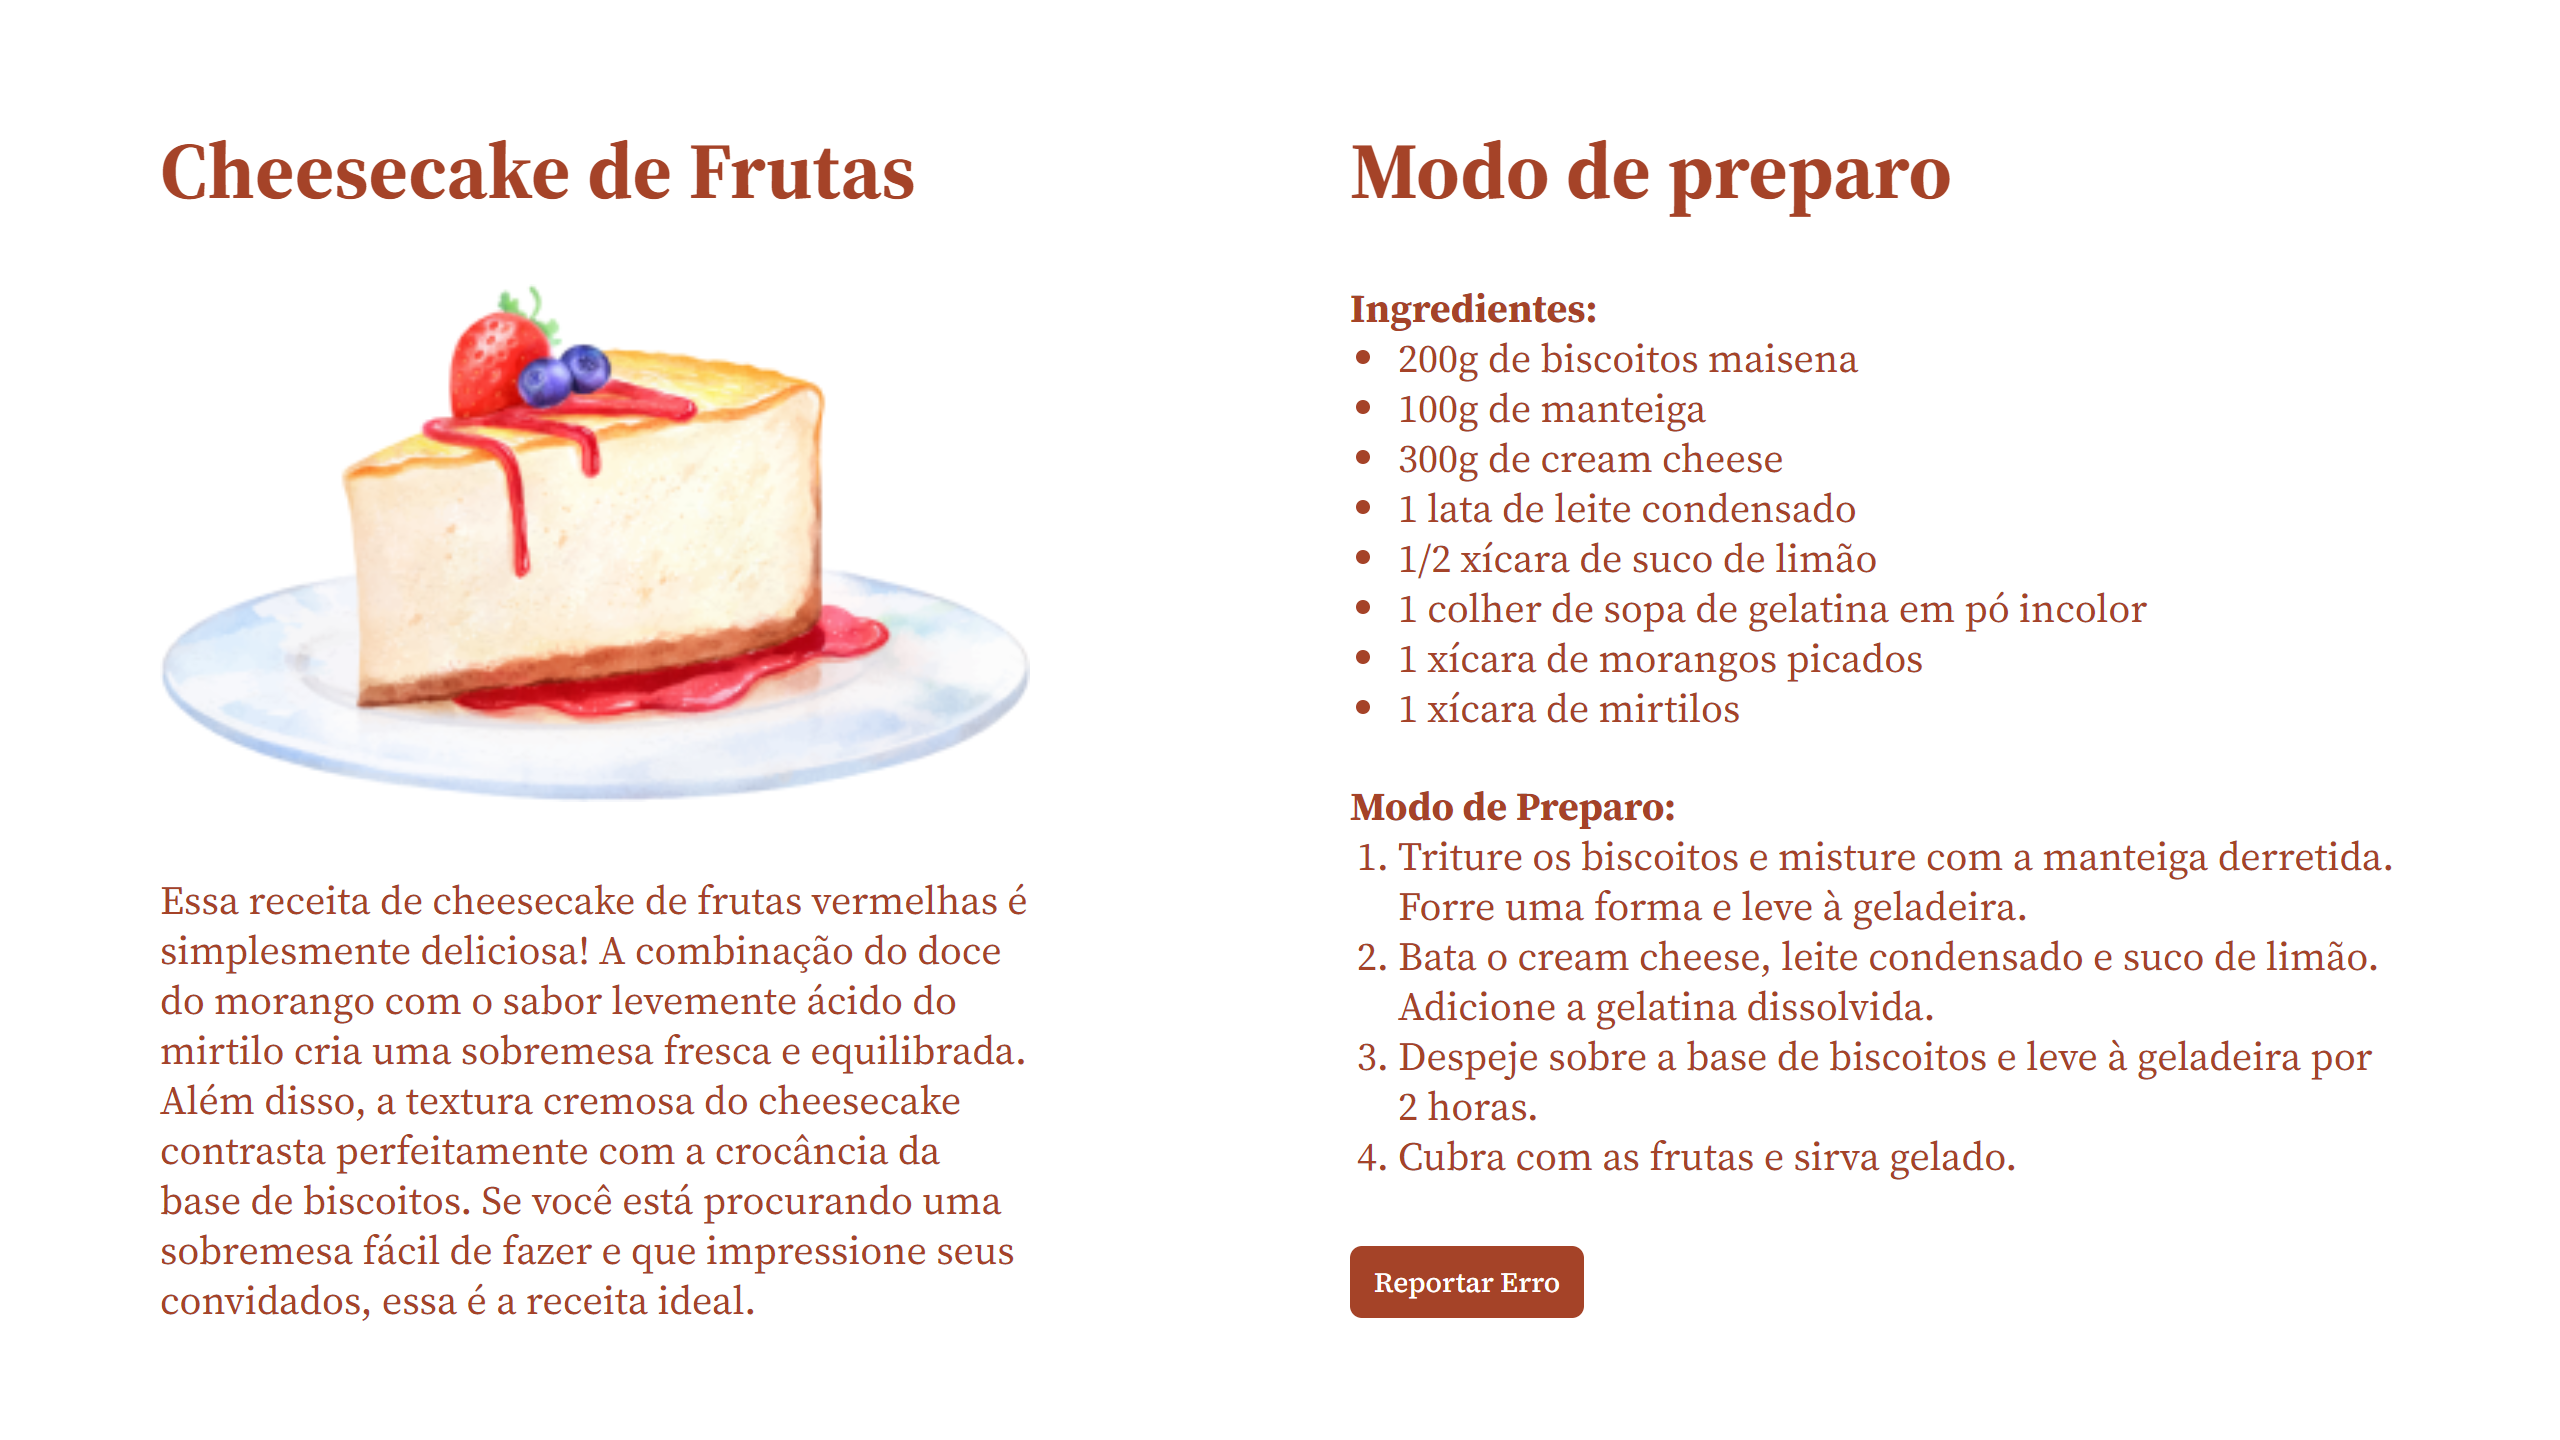 Cheesecake de Frutas
Essa receita de cheesecake de frutas vermelhas é
simplesmente deliciosa! A combinação do doce
do morango com o sabor levemente ácido do
mirtilo cria uma sobremesa fresca e equilibrada.
Além disso, a textura cremosa do cheesecake
contrasta perfeitamente com a crocância da
base de biscoitos. Se você está procurando uma
sobremesa fácil de fazer e que impressione seus
convidados, essa é a receita ideal.
Modo de preparo
Ingredientes:
• 200g de biscoitos maisena
• 100g de manteiga
• 300g de cream cheese
• 1 lata de leite condensado
• 1/2 xícara de suco de limão
• 1 colher de sopa de gelatina em pó incolor
• 1 xícara de morangos picados
• 1 xícara de mirtilos
Modo de Preparo:
1. Triture os biscoitos e misture com a manteiga derretida.
Forre uma forma e leve à geladeira.
2. Bata o cream cheese, leite condensado e suco de limão.
Adicione a gelatina dissolvida.
3. Despeje sobre a base de biscoitos e leve à geladeira por
2 horas.
4. Cubra com as frutas e sirva gelado.
Reportar Erro